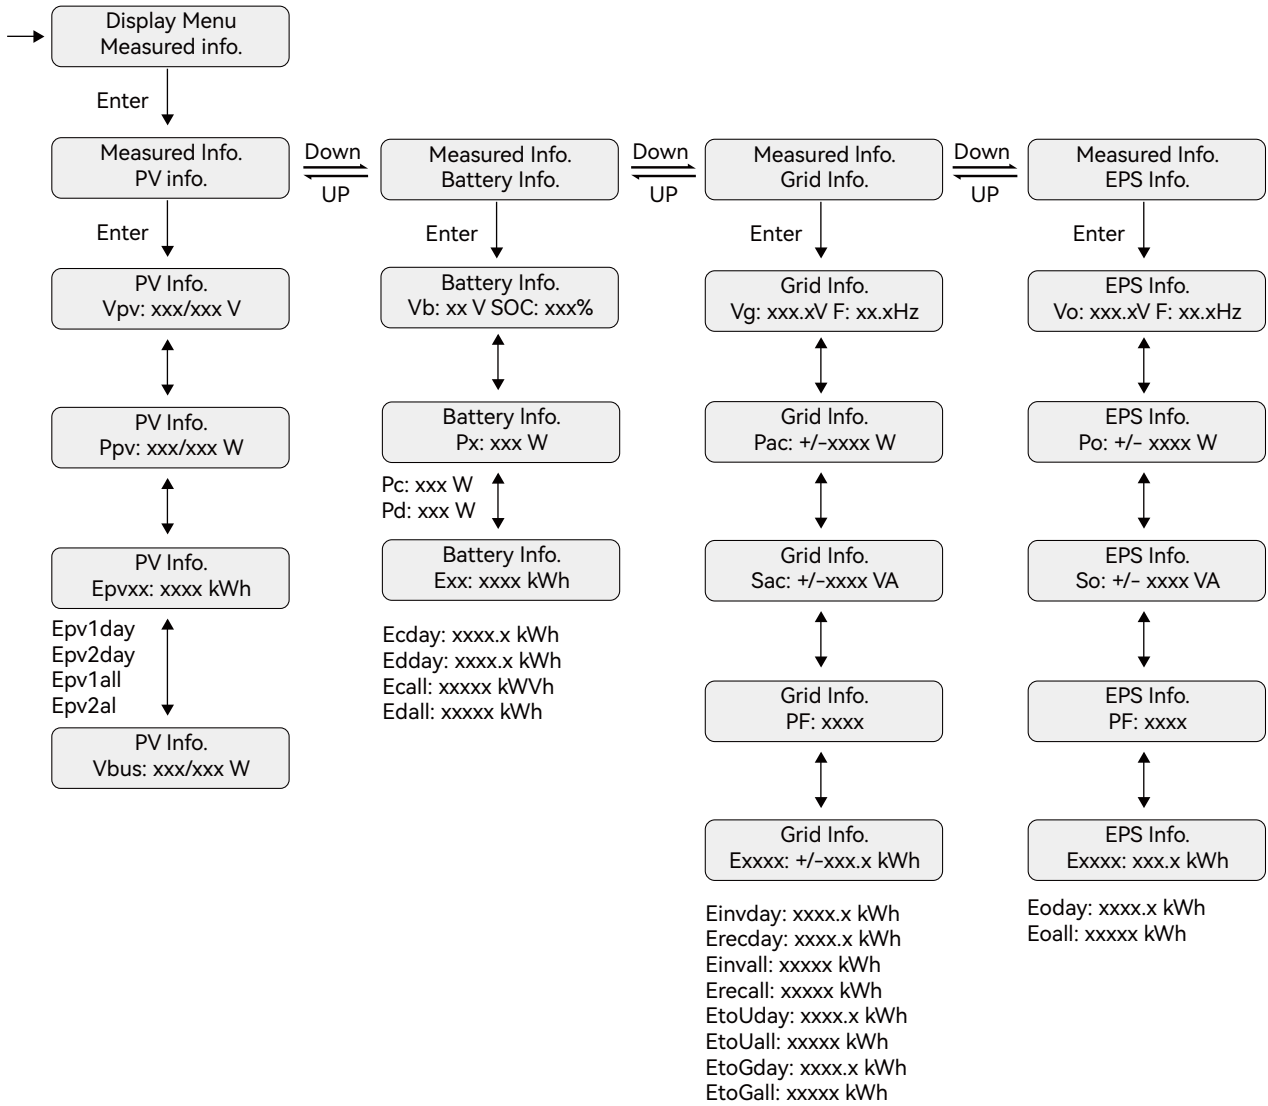 Display Menu
Measured info.
Enter
Measured Info.
PV info.
Down
UP
Measured Info.
Battery Info.
Down
UP
Measured Info.
Grid Info.
Down
UP
Measured Info.
EPS Info.
Enter
PV Info.
Vpv: xxx/xxx V
PV Info.
Ppv: xxx/xxx W
PV Info.
Epvxx: xxxx kWh
Epv1day
Epv2day
Epv1all
Epv2al
PV Info.
Vbus: xxx/xxx W
Enter
Battery Info.
Vb: xx V SOC: xxx%
Battery Info.
Px: xxx W
Pc: xxx W
Pd: xxx W
Battery Info.
Exx: xxxx kWh
Ecday: xxxx.x kWh
Edday: xxxx.x kWh
Ecall: xxxxx kWVh
Edall: xxxxx kWh
Enter
Grid Info.
Vg: xxx.xV F: xx.xHz
Grid Info.
Pac: +/-xxxx W
Grid Info.
Sac: +/-xxxx VA
Grid Info.
PF: xxxx
Grid Info.
Exxxx: +/-xxx.x kWh
Einvday: xxxx.x kWh
Erecday: xxxx.x kWh
Einvall: xxxxx kWh
Erecall: xxxxx kWh
EtoUday: xxxx.x kWh
EtoUall: xxxxx kWh
EtoGday: xxxx.x kWh
EtoGall: xxxxx kWh
Enter
EPS Info.
Vo: xxx.xV F: xx.xHz
EPS Info.
Po: +/- xxxx W
EPS Info.
So: +/- xxxx VA
EPS Info.
PF: xxxx
EPS Info.
Exxxx: xxx.x kWh
Eoday: xxxx.x kWh
Eoall: xxxxx kWh